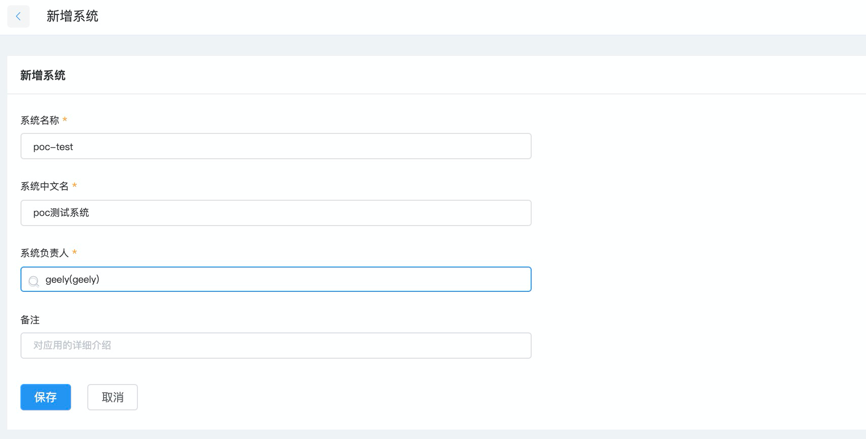 新增系统
新增系统
系统名称 *
poc-test
系统中文名 *
poc测试系统
系统负责人 *
geely(geely)
备注
对应用的详细介绍
保存 取消